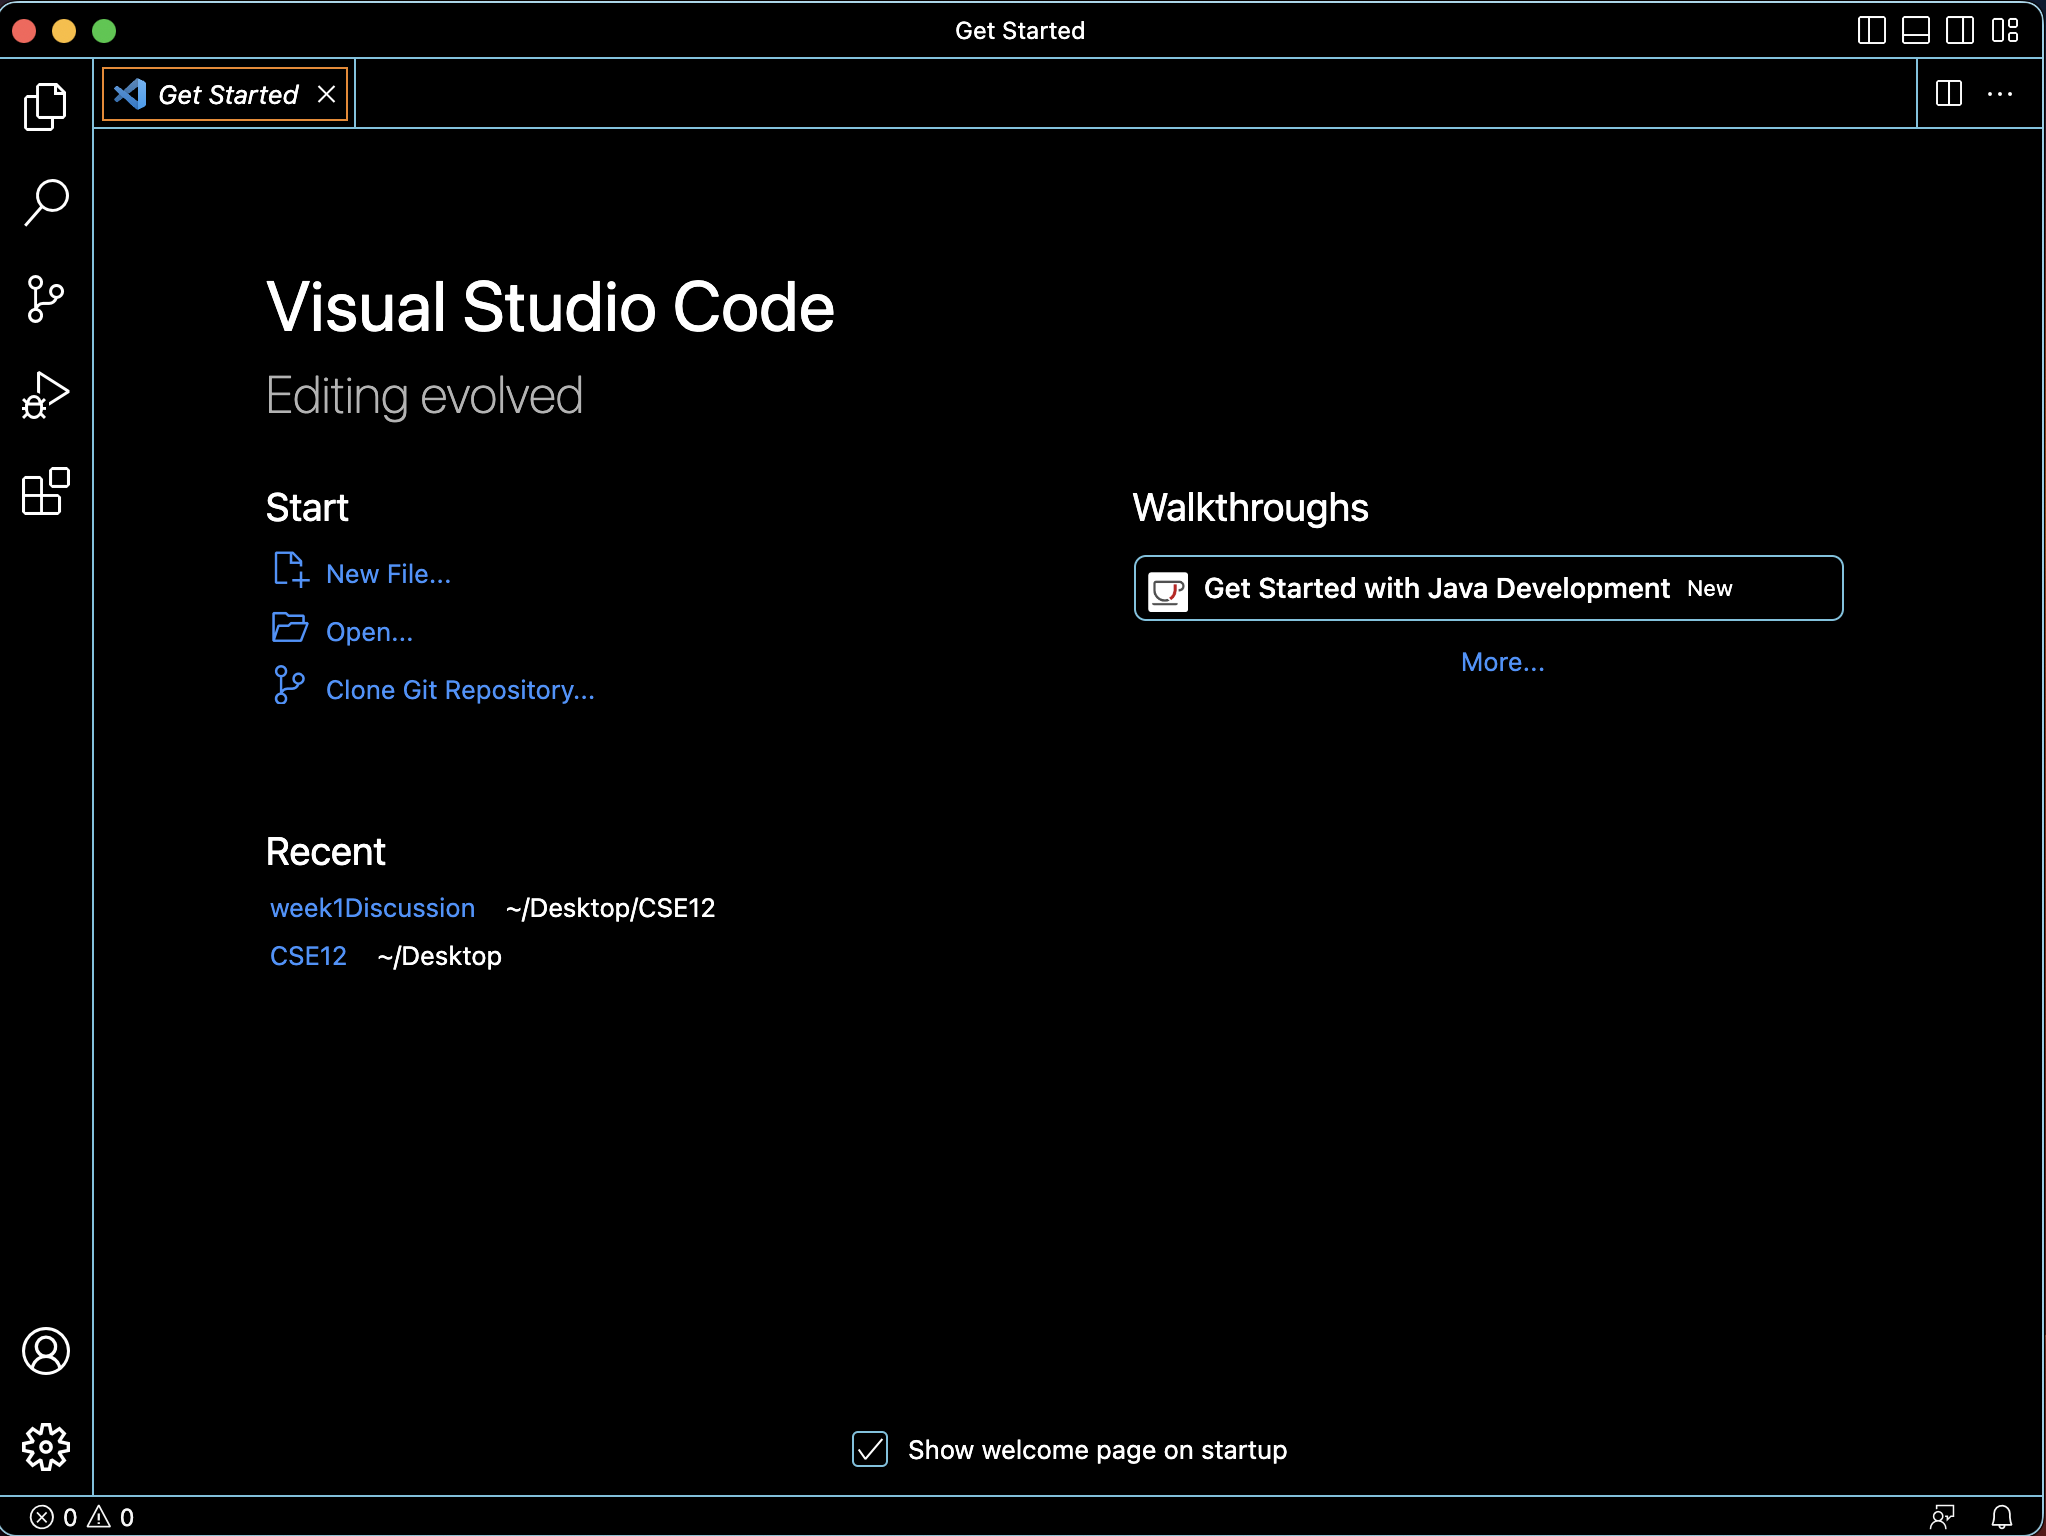 Get Started
Get Started
Visual Studio Code
Editing evolved
Start
New File...
Open...
Clone Git Repository...
Walkthroughs
Get Started with Java Development New
More...
Recent
week1Discussion ~/Desktop/CSE12
CSE12 ~/Desktop
Show welcome page on startup
0 0